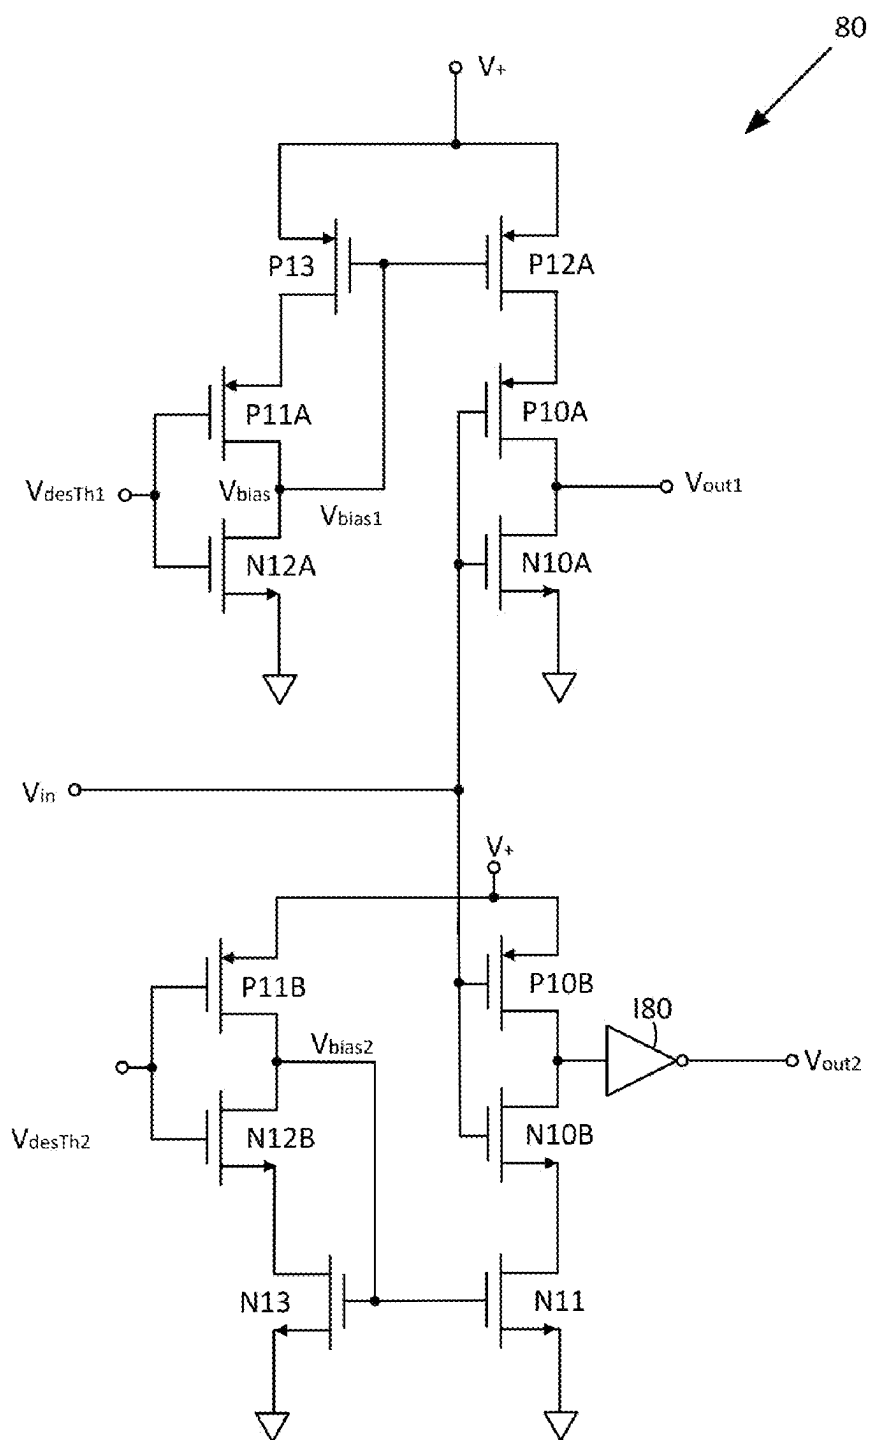 80
V+
P13
P12A
P11A
P10A
VdesTh1
Vbias
Vout1
Vbias1
N12A
N10A
Vin
V+
P11B
P10B
I80
Vbias2
Vout2
VdesTh2
N12B
N10B
N13
N11